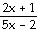 2x + 1
5x − 2